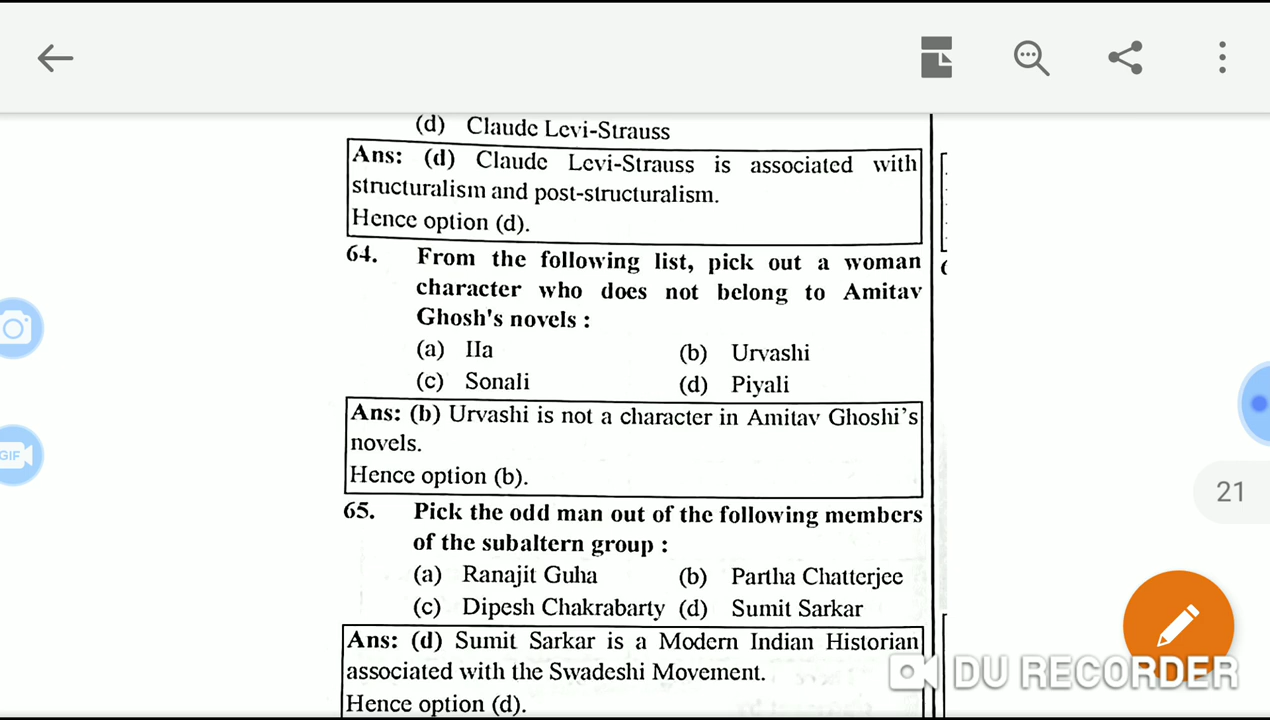 (d) Claude Levi-Strauss
Ans: (d) Claude Levi-Strauss is associated with
structuralism and post-structuralism.
Hence option (d).
64. From the following list, pick out a woman
character who does not belong to Amitav
Ghosh's novels :
(a) IIa (b) Urvashi
(c) Sonali (d) Piyali
Ans: (b) Urvashi is not a character in Amitav Ghoshi's
novels.
Hence option (b).
65. Pick the odd man out of the following members
of the subaltern group :
(a) Ranajit Guha (b) Partha Chatterjee
(c) Dipesh Chakrabarty (d) Sumit Sarkar
Ans: (d) Sumit Sarkar is a Modern Indian Historian
associated with the Swadeshi Movement.
Hence option (d).
GIF
21
DU RECORDER